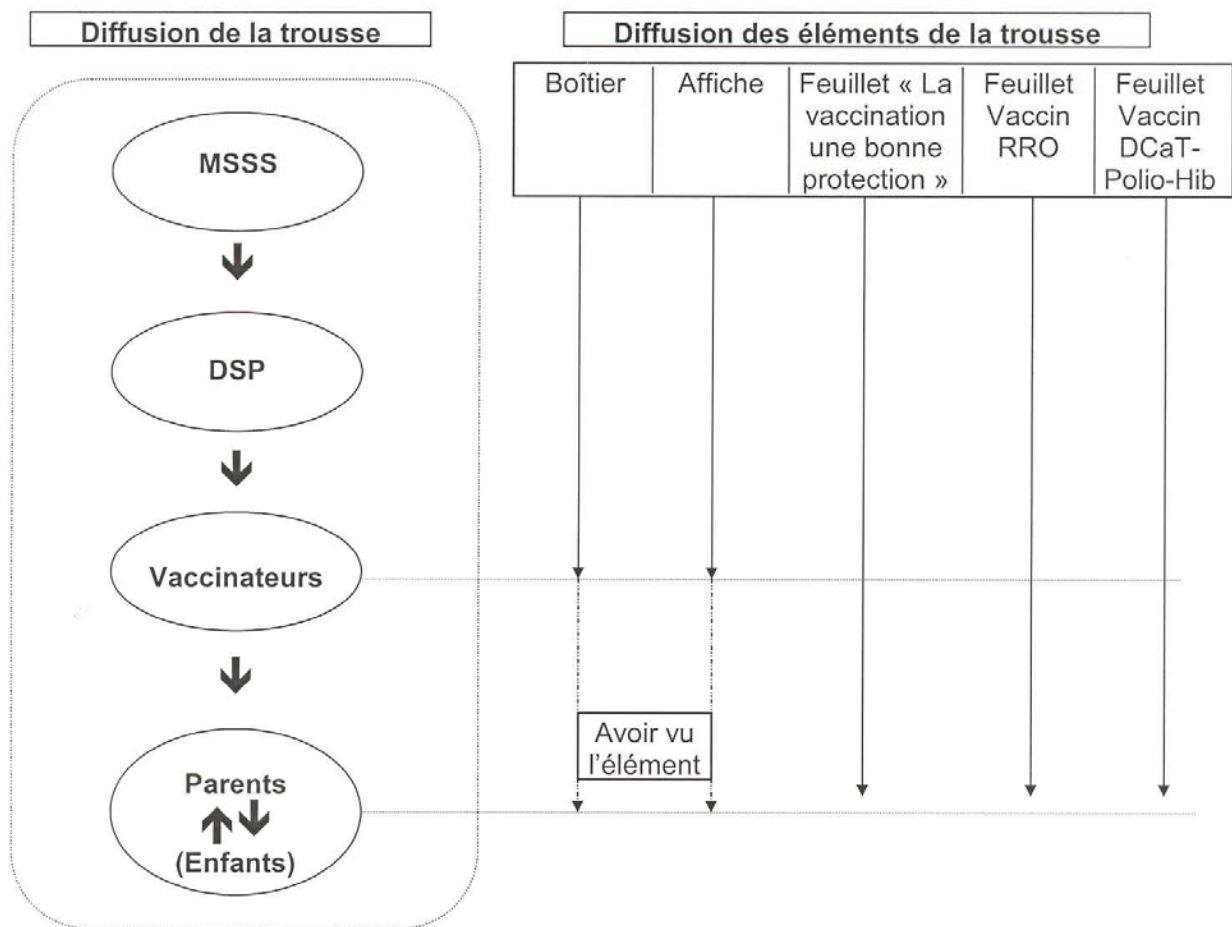 Diffusion de la trousse
MSSS
DSP
Vaccinateurs
Parents
(Enfants)
Diffusion des éléments de la trousse
Boîtier
Affiche
Feuillet « La
vaccination
une bonne
protection »
Feuillet
Vaccin
RRO
Feuillet
Vaccin
DCaT-
Polio-Hib
Avoir vu
l'élément